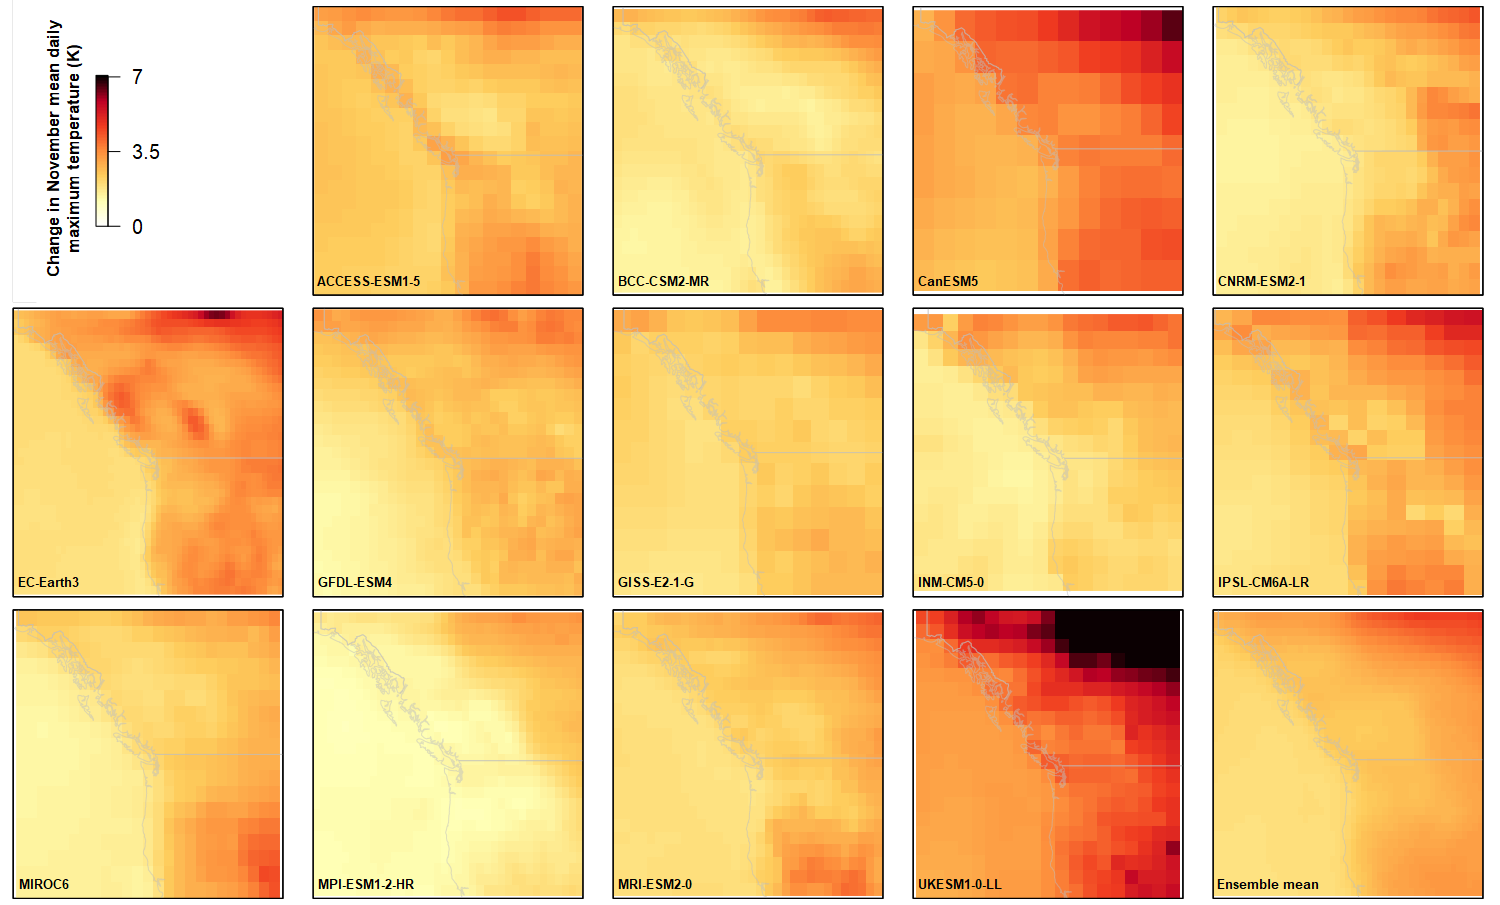 Change in November mean daily
maximum temperature (K)
7
3.5
0
ACCESS-ESM1-5
BCC-CSM2-MR
CanESM5
CNRM-ESM2-1
EC-Earth3
GFDL-ESM4
GISS-E2-1-G
INM-CM5-0
IPSL-CM6A-LR
MIROC6
MPI-ESM1-2-HR
MRI-ESM2-0
UKESM1-0-LL
Ensemble mean